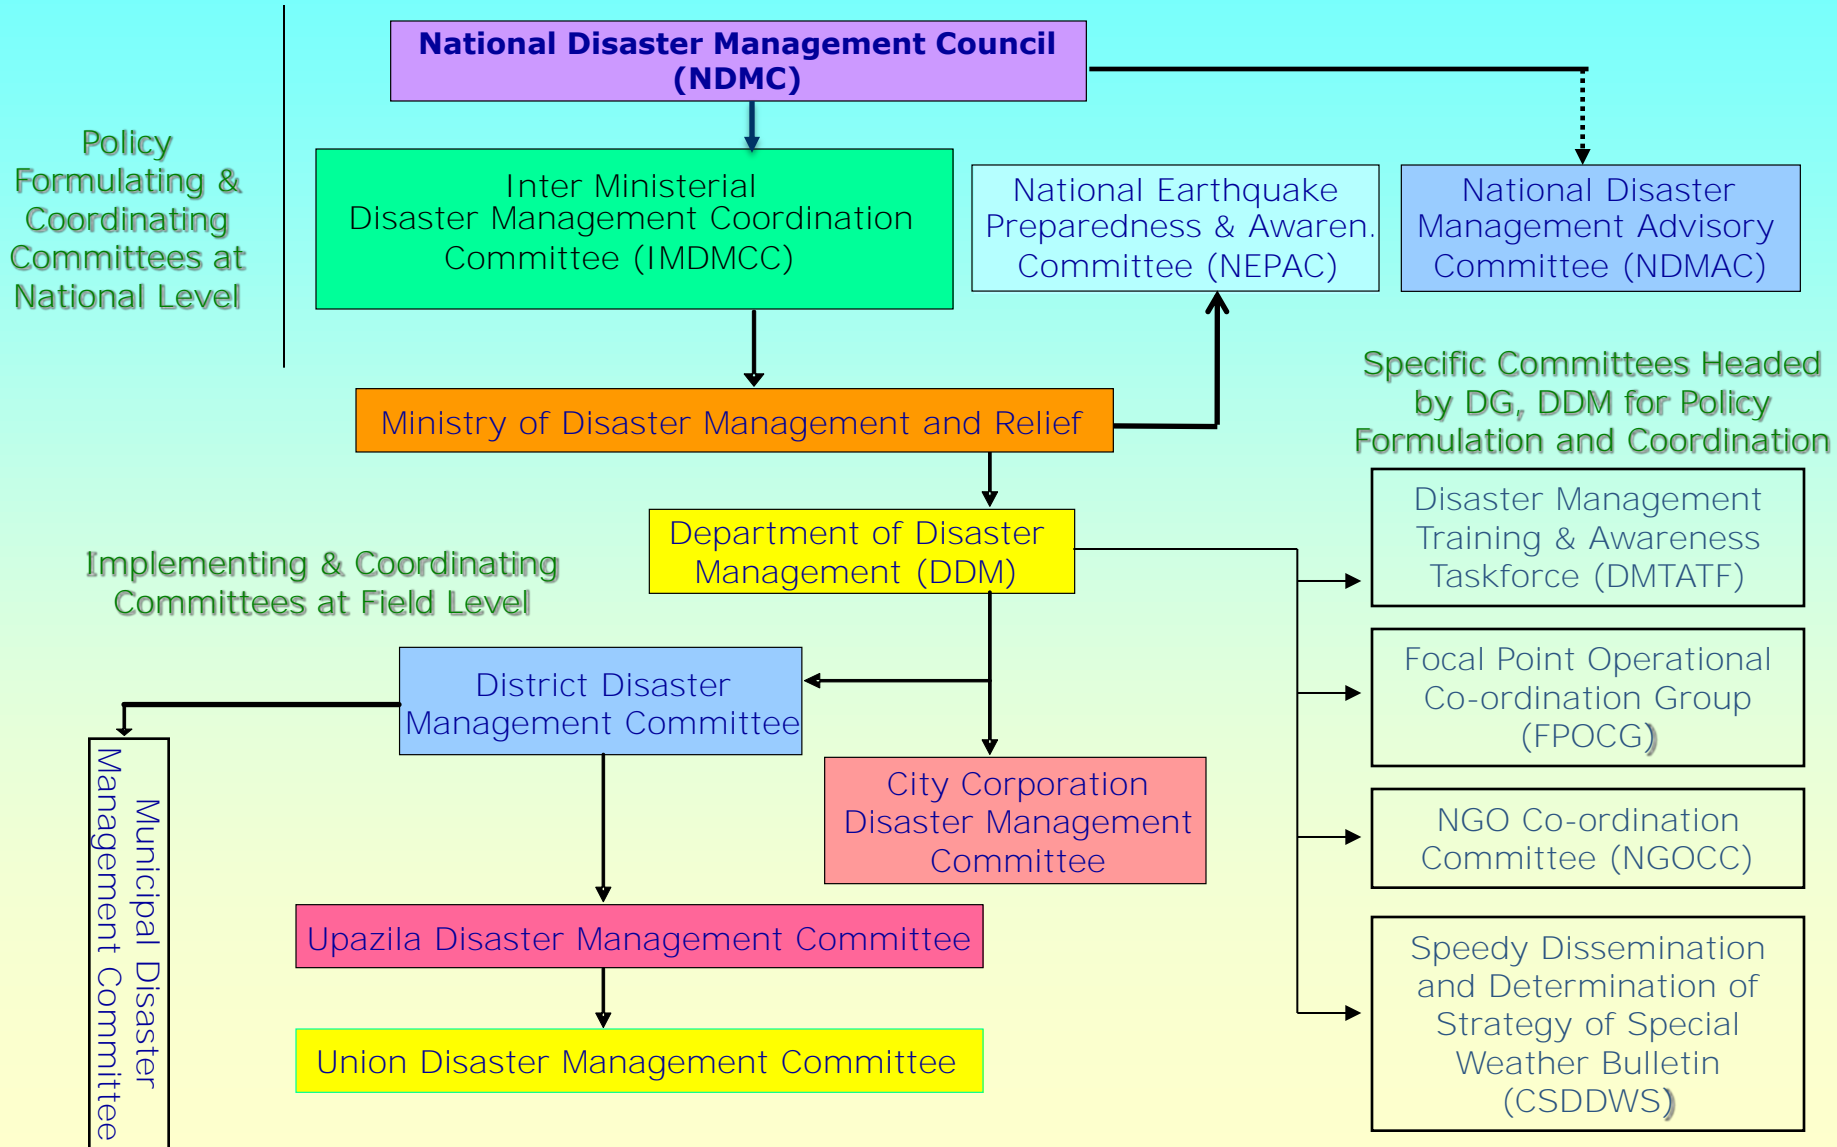 National Disaster Management Council
(NDMC)
Policy
Formulating &
Coordinating
Committees at
National Level
Inter Ministerial
Disaster Management Coordination
Committee (IMDMCC)
National Earthquake
Preparedness & Awaren.
Committee (NEPAC)
National Disaster
Management Advisory
Committee (NDMAC)
Ministry of Disaster Management and Relief
Specific Committees Headed
by DG, DDM for Policy
Formulation and Coordination
Department of Disaster
Management (DDM)
Disaster Management
Training & Awareness
Taskforce (DMTATF)
Implementing & Coordinating
Committees at Field Level
Focal Point Operational
Co-ordination Group
(FPOCG)
District Disaster
Management Committee
City Corporation
Disaster Management
Committee
NGO Co-ordination
Committee (NGOCC)
Municipal Disaster
Management Committee
Upazila Disaster Management Committee
Union Disaster Management Committee
Speedy Dissemination
and Determination of
Strategy of Special
Weather Bulletin
(CSDDWS)